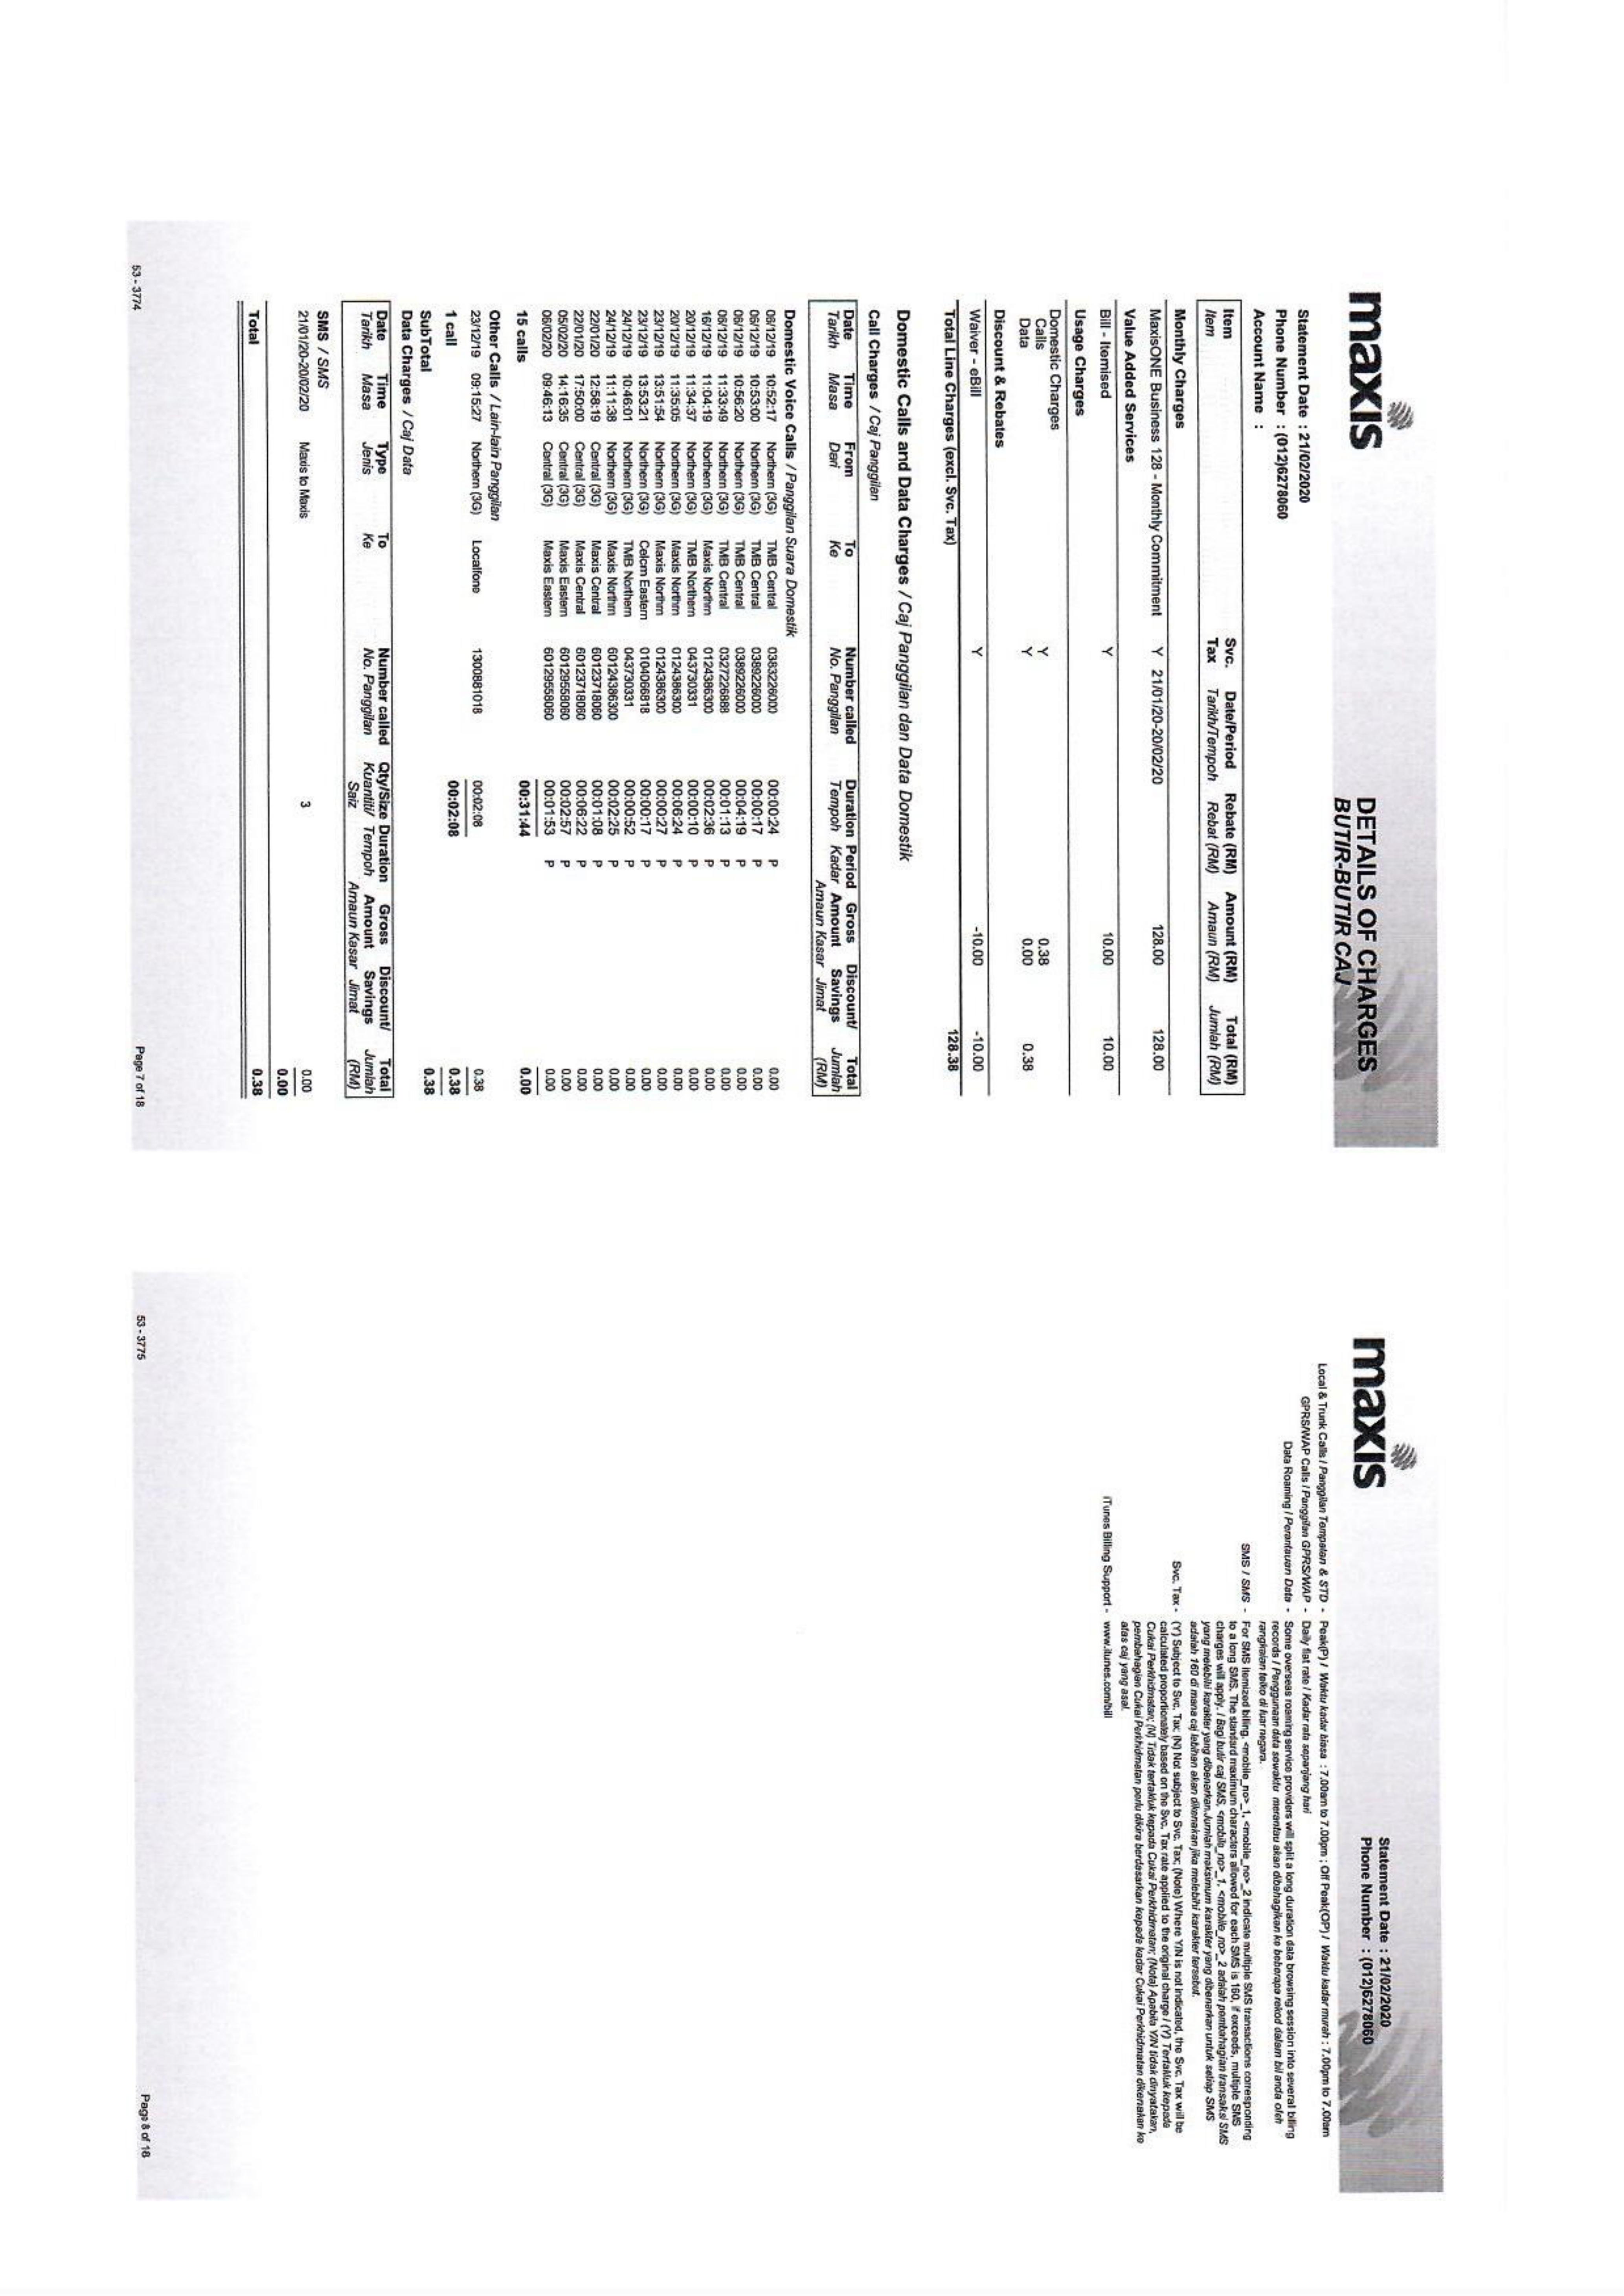 maxis
DETAILS OF CHARGES
BUTIR-BUTIR CAJ
Statement Date : 21/02/2020
Phone Number : (012)6278060
Account Name :
Item Svc. Date/Period Rebate (RM) Amount (RM) Total (RM)
Item Tax Tarikh/Tempoh Rebat (RM) Amaun (RM) Jumlah (RM)
Monthly Charges
MaxisONE Business 128 - Monthly Commitment Y 21/01/20-20/02/20 128.00 128.00
Value Added Services
Bill - Itemised Y 10.00 10.00
Usage Charges
Domestic Charges
Calls Y 0.38
Data Y 0.00 0.38
Discount & Rebates
Waiver - eBill Y -10.00 -10.00
Total Line Charges (excl. Svc. Tax) 128.38
Domestic Calls and Data Charges / Caj Panggilan dan Data Domestik
Call Charges / Caj Panggilan
Date Time From To Number called Duration Period Gross Discount/ Total
Tarikh Masa Dari Ke No. Panggilan Tempoh Kadar Amount Savings Jumlah
Amaun Kasar Jimat (RM)
Domestic Voice Calls / Panggilan Suara Domestik
06/12/19 10:52:17 Northern (3G) TMB Central 0383226000 00:00:24 P 0.00
06/12/19 10:53:00 Northern (3G) TMB Central 0389226000 00:00:17 P 0.00
06/12/19 10:56:20 Northern (3G) TMB Central 0389226000 00:04:19 P 0.00
06/12/19 11:33:49 Northern (3G) TMB Central 0327226888 00:01:13 P 0.00
16/12/19 11:04:19 Northern (3G) Maxis Northrn 0124386300 00:02:36 P 0.00
20/12/19 11:34:37 Northern (3G) TMB Northern 043730331 00:00:10 P 0.00
20/12/19 11:35:05 Northern (3G) Maxis Northrn 0124386300 00:06:24 P 0.00
23/12/19 13:51:54 Northern (3G) Maxis Northrn 0124386300 00:00:27 P 0.00
23/12/19 13:53:21 Northern (3G) Celcm Eastern 0104066818 00:00:17 P 0.00
24/12/19 10:46:01 Northern (3G) TMB Northern 043730331 00:00:52 P 0.00
24/12/19 11:11:38 Northern (3G) Maxis Northrn 60124386300 00:02:25 P 0.00
22/01/20 12:58:19 Central (3G) Maxis Central 60123718060 00:01:08 P 0.00
22/01/20 17:50:00 Central (3G) Maxis Central 60123718060 00:06:22 P 0.00
05/02/20 14:16:35 Central (3G) Maxis Eastern 60129558060 00:02:57 P 0.00
06/02/20 09:46:13 Central (3G) Maxis Eastern 60129558060 00:01:53 P 0.00
15 calls 00:31:44 0.00
Other Calls / Lain-lain Panggilan
23/12/19 09:15:27 Northern (3G) Localfone 1300881018 00:02:08 0.38
1 call 00:02:08 0.38
SubTotal 0.38
Data Charges / Caj Data
Date Time Type To Number called Qty/Size Duration Gross Discount/ Total
Tarikh Masa Jenis Ke No. Panggilan Kuantiti/ Tempoh Amount Savings Jumlah
Saiz Amaun Kasar Jimat (RM)
SMS / SMS
21/01/20-20/02/20 Maxis to Maxis 3 0.00
0.00
Total 0.38
53 - 3774 Page 7 of 18
maxis
Statement Date : 21/02/2020
Phone Number : (012)6278060
Local & Trunk Calls / Panggilan Tempatan & STD - Peak(P) / Waktu kadar biasa : 7.00am to 7.00pm ; Off Peak(OP) / Waktu kadar murah : 7.00pm to 7.00am
GPRS/WAP Calls / Panggilan GPRS/WAP - Daily flat rate / Kadar rata sepanjang hari
Data Roaming / Perantauan Data - Some overseas roaming service providers will split a long duration data browsing session into several billing
records / Penggunaan data sewaktu merantau akan dibahagikan ke beberapa rekod dalam bil anda oleh
rangkaian telko di luar negara.
SMS / SMS - For SMS Itemized billing, <mobile_no>_1, <mobile_no>_2 indicate multiple SMS transactions corresponding
to a long SMS. The standard maximum characters allowed for each SMS is 160, if exceeds, multiple SMS
charges will apply. / Bagi butir caj SMS, <mobile_no>_1, <mobile_no>_2 adalah pembahagian transaksi SMS
yang melebihi karakter yang dibenarkan.Jumlah maksimum karakter yang dibenarkan untuk setiap SMS
adalah 160 di mana caj lebihan akan dikenakan jika melebihi karakter tersebut.
Svc. Tax - (Y) Subject to Svc. Tax; (N) Not subject to Svc. Tax; (Note) Where Y/N is not indicated, the Svc. Tax will be
calculated proportionately based on the Svc. Tax rate applied to the original charge / (Y) Tertakluk kepada
Cukai Perkhidmatan; (N) Tidak tertakluk kepada Cukai Perkhidmatan; (Nota) Apabila Y/N tidak dinyatakan,
pembahagian Cukai Perkhidmatan perlu dikira berdasarkan kepada kadar Cukai Perkhidmatan dikenakan ke
atas caj yang asal.
iTunes Billing Support - www.itunes.com/bill
53 - 3775 Page 8 of 18